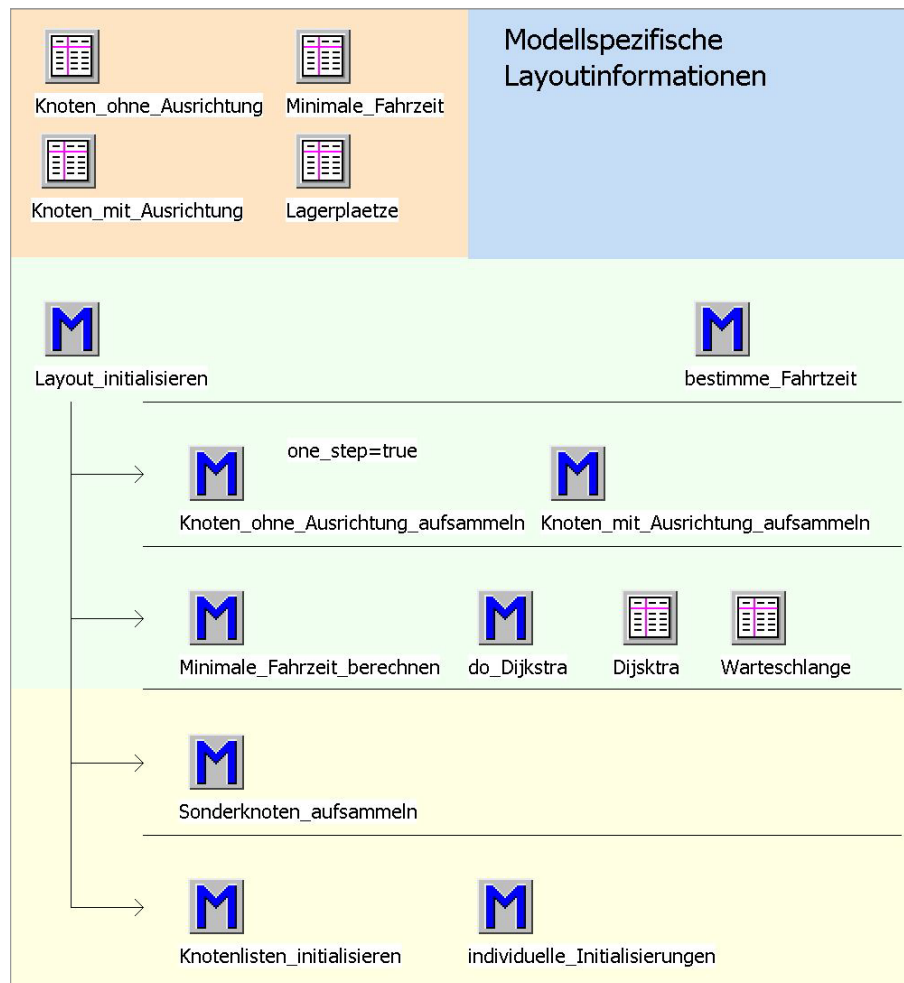 Modellspezifische
Layoutinformationen
Knoten_ohne_Ausrichtung
Minimale_Fahrzeit
Knoten_mit_Ausrichtung
Lagerplaetze
Layout_initialisieren
bestimme_Fahrtzeit
one_step=true
Knoten_ohne_Ausrichtung_aufsammeln
Knoten_mit_Ausrichtung_aufsammeln
Minimale_Fahrzeit_berechnen
do_Dijkstra
Dijsktra
Warteschlange
Sonderknoten_aufsammeln
Knotenlisten_initialisieren
individuelle_Initialisierungen